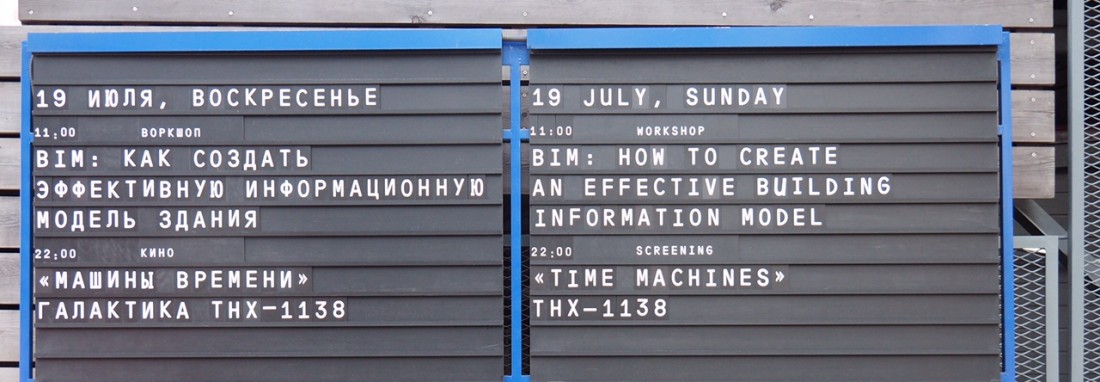 19 ИЮЛЯ, ВОСКРЕСЕНЬЕ
11:00 ВОРКШОП
BIM: КАК СОЗДАТЬ
ЭФФЕКТИВНУЮ ИНФОРМАЦИОННУЮ
МОДЕЛЬ ЗДАНИЯ
22:00 КИНО
«МАШИНЫ ВРЕМЕНИ»
ГАЛАКТИКА THX–1138
19 JULY, SUNDAY
11:00 WORKSHOP
BIM: HOW TO CREATE
AN EFFECTIVE BUILDING
INFORMATION MODEL
22:00 SCREENING
«TIME MACHINES»
THX–1138